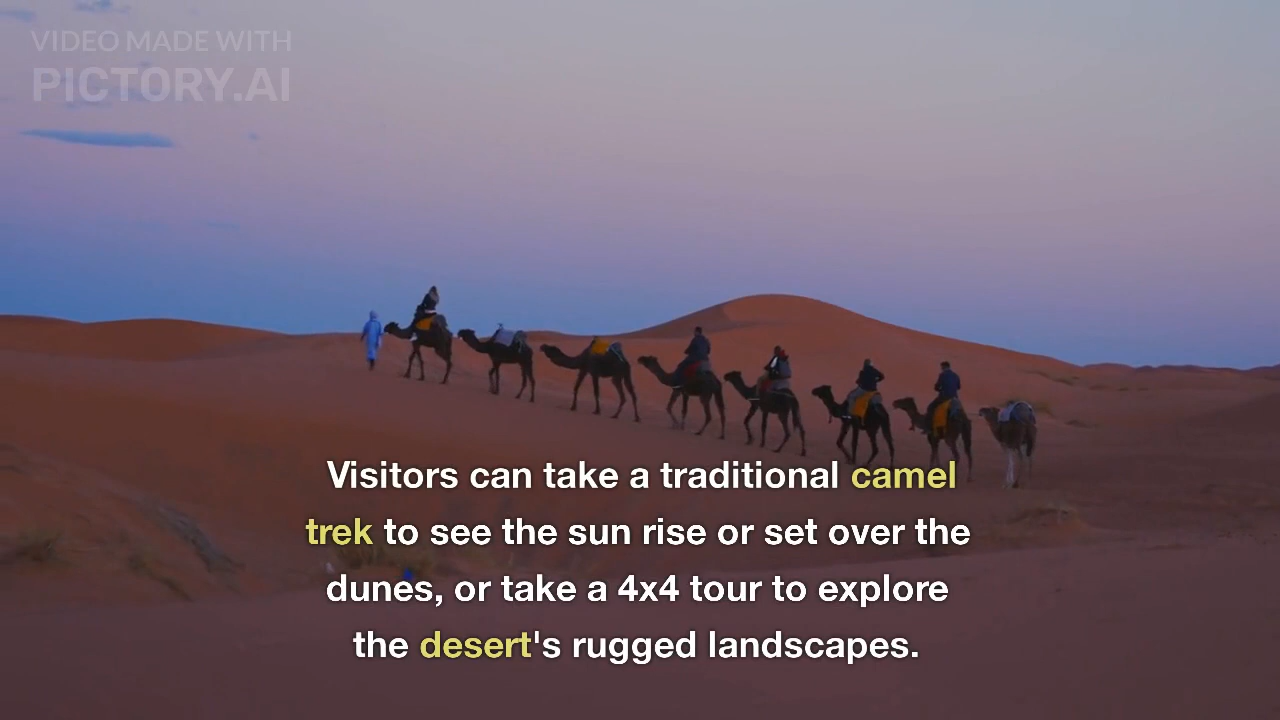 VIDEO MADE WITH
PICTORY.AI
Visitors can take a traditional camel
trek to see the sun rise or set over the
dunes, or take a 4x4 tour to explore
the desert's rugged landscapes.